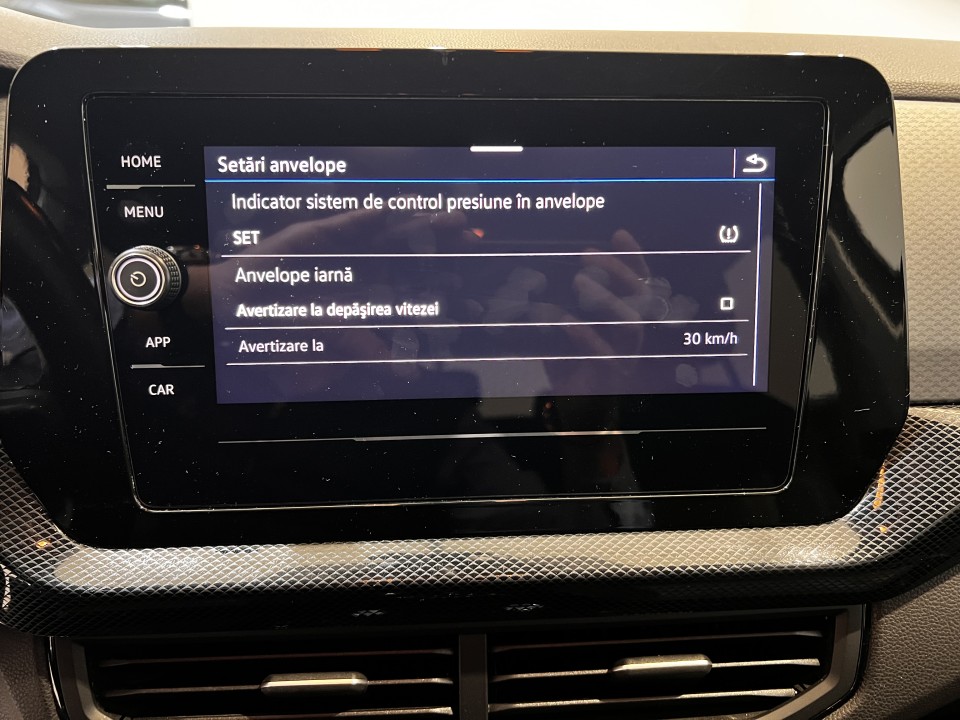 HOME
MENU
APP
CAR
Setări anvelope
Indicator sistem de control presiune în anvelope
SET
Anvelope iarnă
Avertizare la depăşirea vitezei
Avertizare la 30 km/h